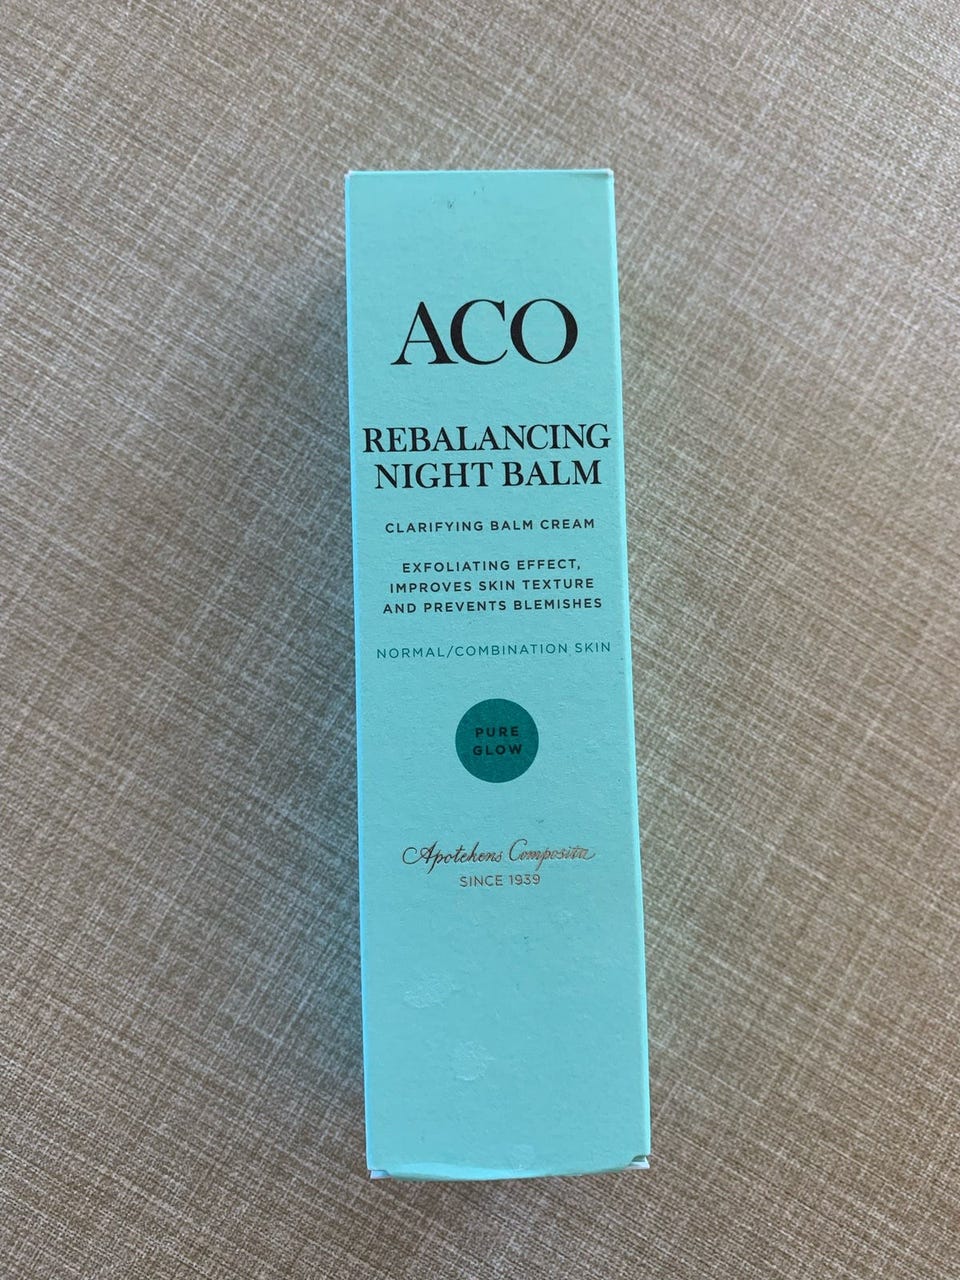 ACO
REBALANCING
NIGHT BALM
CLARIFYING BALM CREAM
EXFOLIATING EFFECT,
IMPROVES SKIN TEXTURE
AND PREVENTS BLEMISHES
NORMAL/COMBINATION SKIN
PURE
GLOW
Apotekens Composita
SINCE 1939